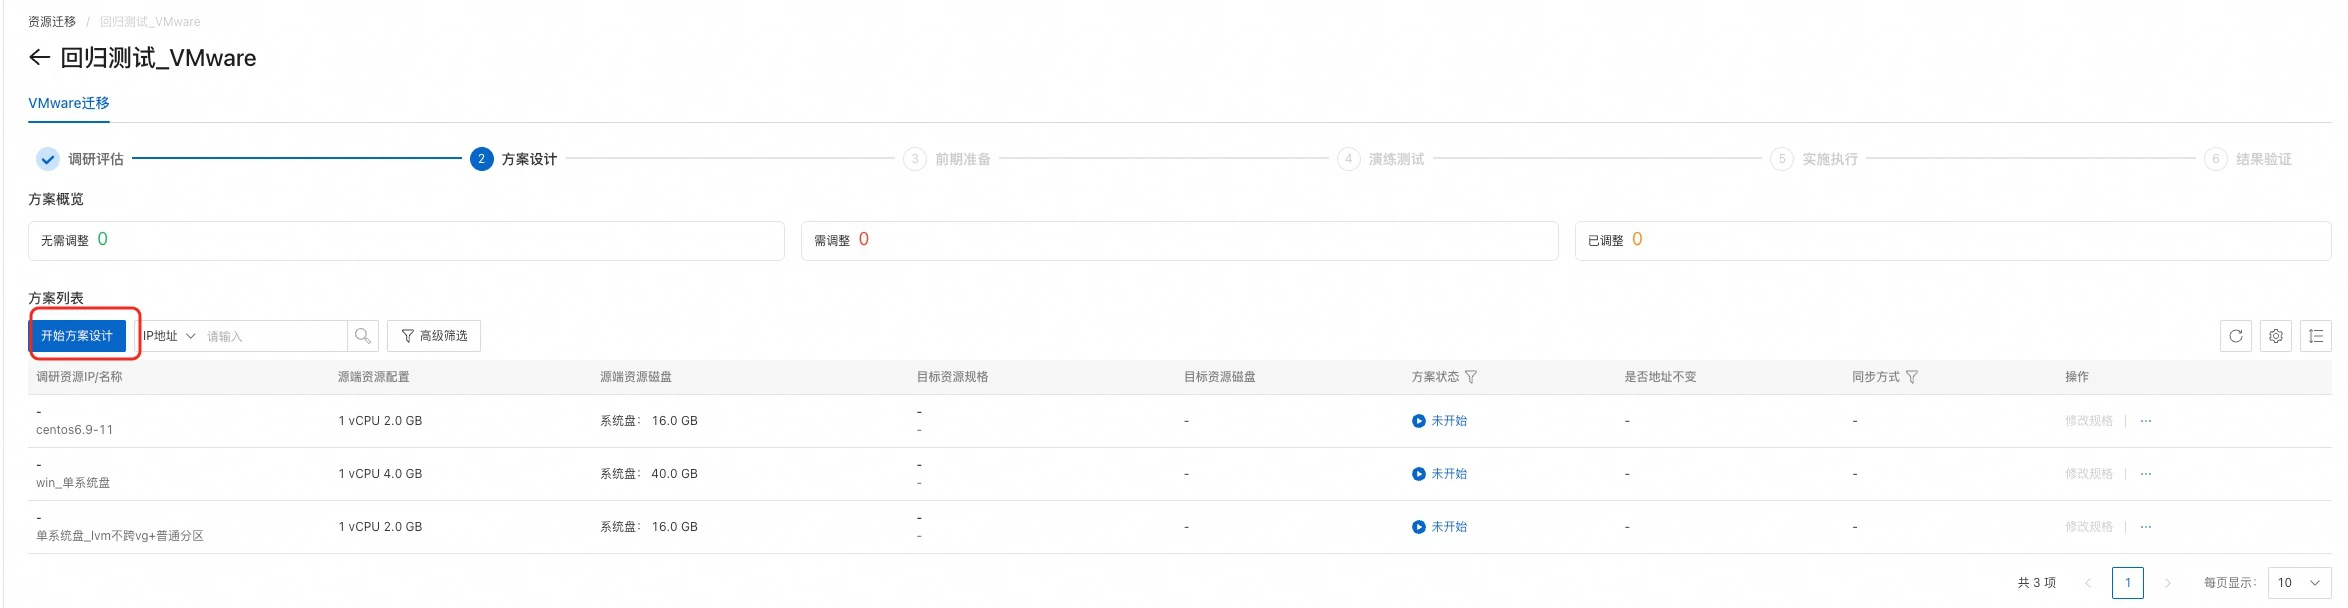 资源迁移 / 回归测试_VMware
回归测试_VMware
VMware迁移
调研评估 2 方案设计 3 前期准备 4 演练测试 5 实施执行 6 结果验证
方案概览
无需调整 0 需调整 0 已调整 0
方案列表
开始方案设计 IP地址 请输入 高级筛选
调研资源IP/名称 源端资源配置 源端资源磁盘 目标资源规格 目标资源磁盘 方案状态 是否地址不变 同步方式 操作
- -
1 vCPU 2.0 GB 系统盘： 16.0 GB - 未开始 - - 修改规格 | ···
centos6.9-11 -
- -
1 vCPU 4.0 GB 系统盘： 40.0 GB - 未开始 - - 修改规格 | ···
win_单系统盘 -
- -
1 vCPU 2.0 GB 系统盘： 16.0 GB - 未开始 - - 修改规格 | ···
单系统盘_lvm不跨vg+普通分区 -
共 3 项 < 1 > 每页显示： 10